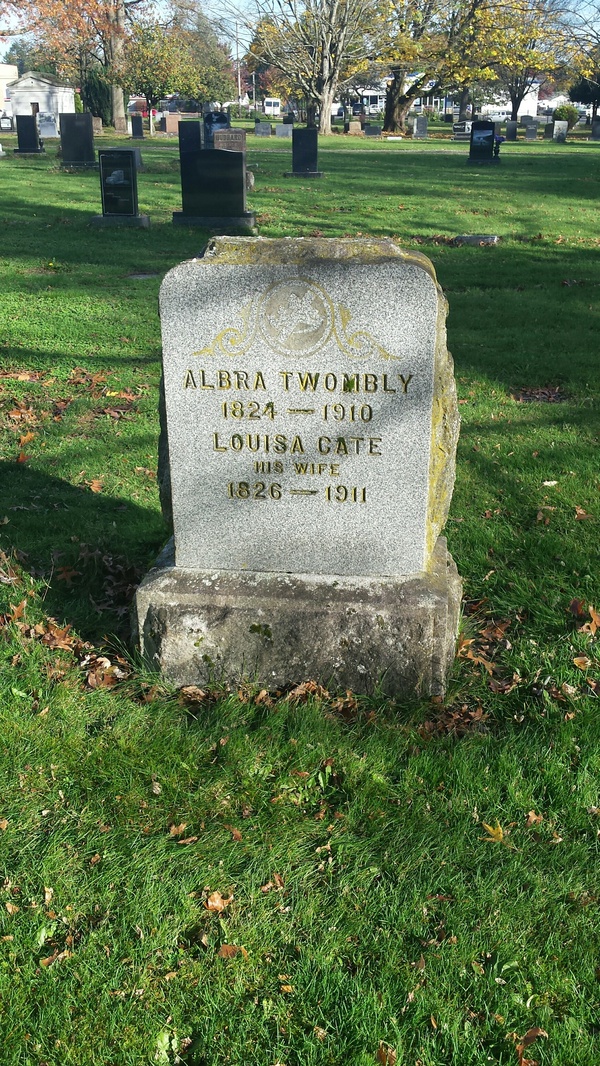 ALBRA TWOMBLY
1824 — 1910
LOUISA CATE
HIS WIFE
1826 — 1911